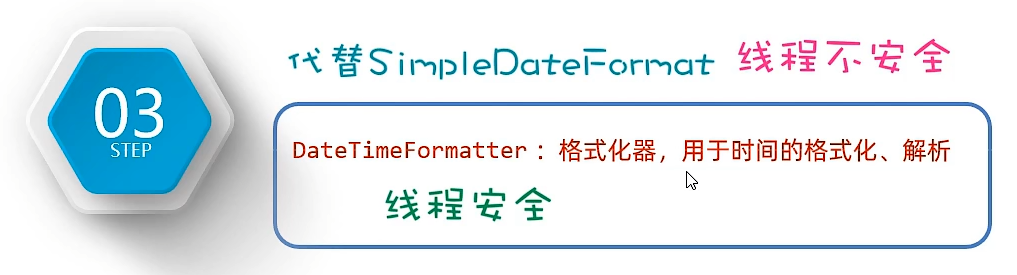 03
STEP
代替SimpleDateFormat 线程不安全
DateTimeFormatter : 格式化器，用于时间的格式化、解析
线程安全